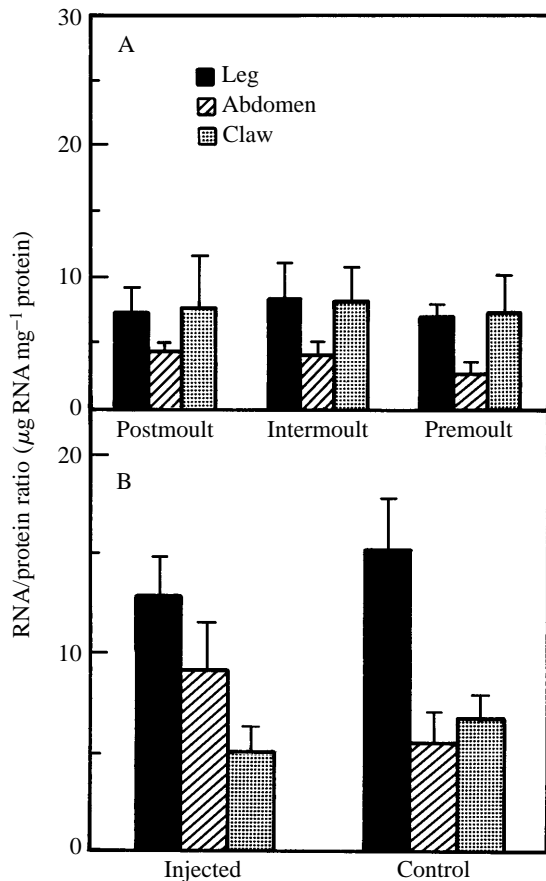 30
A
Leg
Abdomen
Claw
20
10
0
Postmoult Intermoult Premoult
RNA/protein ratio (μg RNA mg⁻¹ protein)
20
B
10
0
Injected Control